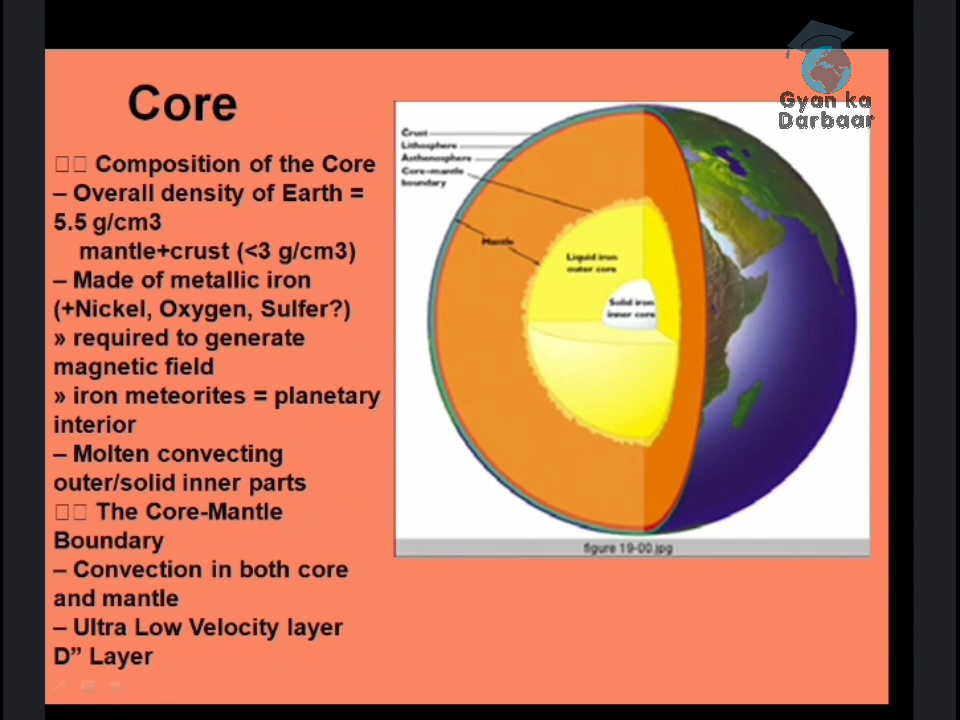 Gyan ka
Darbaar
Core
Composition of the Core
– Overall density of Earth =
5.5 g/cm3
mantle+crust (<3 g/cm3)
– Made of metallic iron
(+Nickel, Oxygen, Sulfer?)
» required to generate
magnetic field
» iron meteorites = planetary
interior
– Molten convecting
outer/solid inner parts
The Core-Mantle
Boundary
– Convection in both core
and mantle
– Ultra Low Velocity layer
D” Layer
Crust
Lithosphere
Asthenosphere
Core–mantle
boundary
Mantle
Liquid iron
outer core
Solid iron
inner core
figure 19-00.jpg